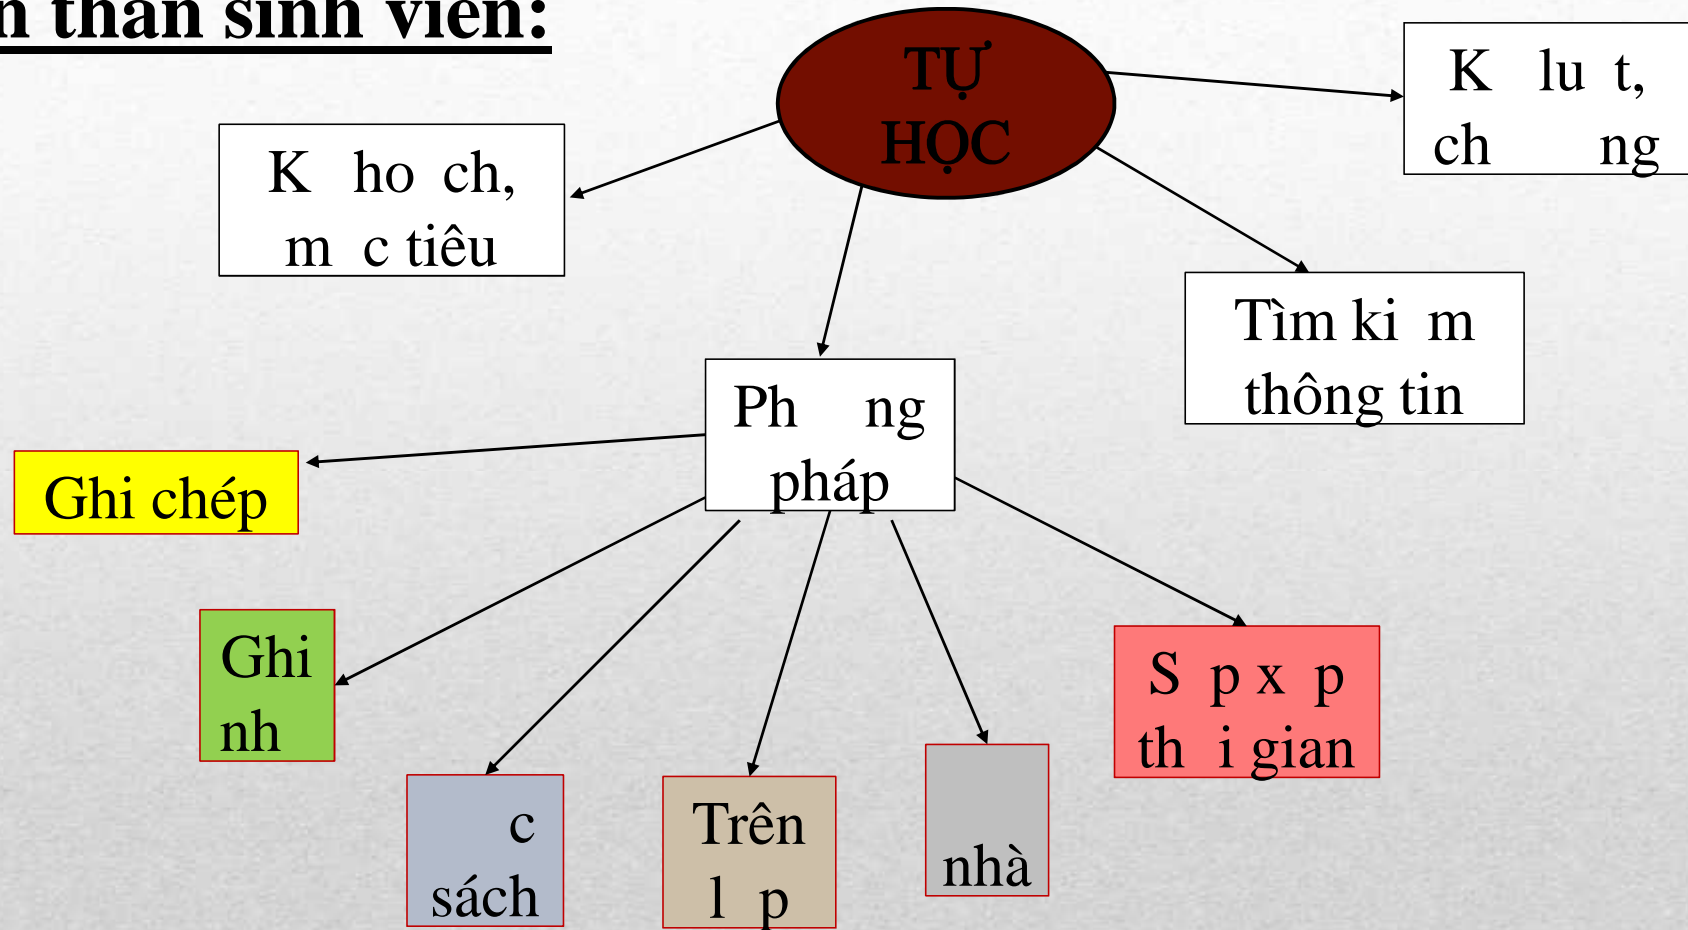 n thân sinh viên:
TỰ
HỌC
K lu t,
ch ng
K ho ch,
m c tiêu
Tìm ki m
thông tin
Ph ng
pháp
Ghi chép
Ghi
nh
S p x p
th i gian
c
sách
Trên
l p
nhà